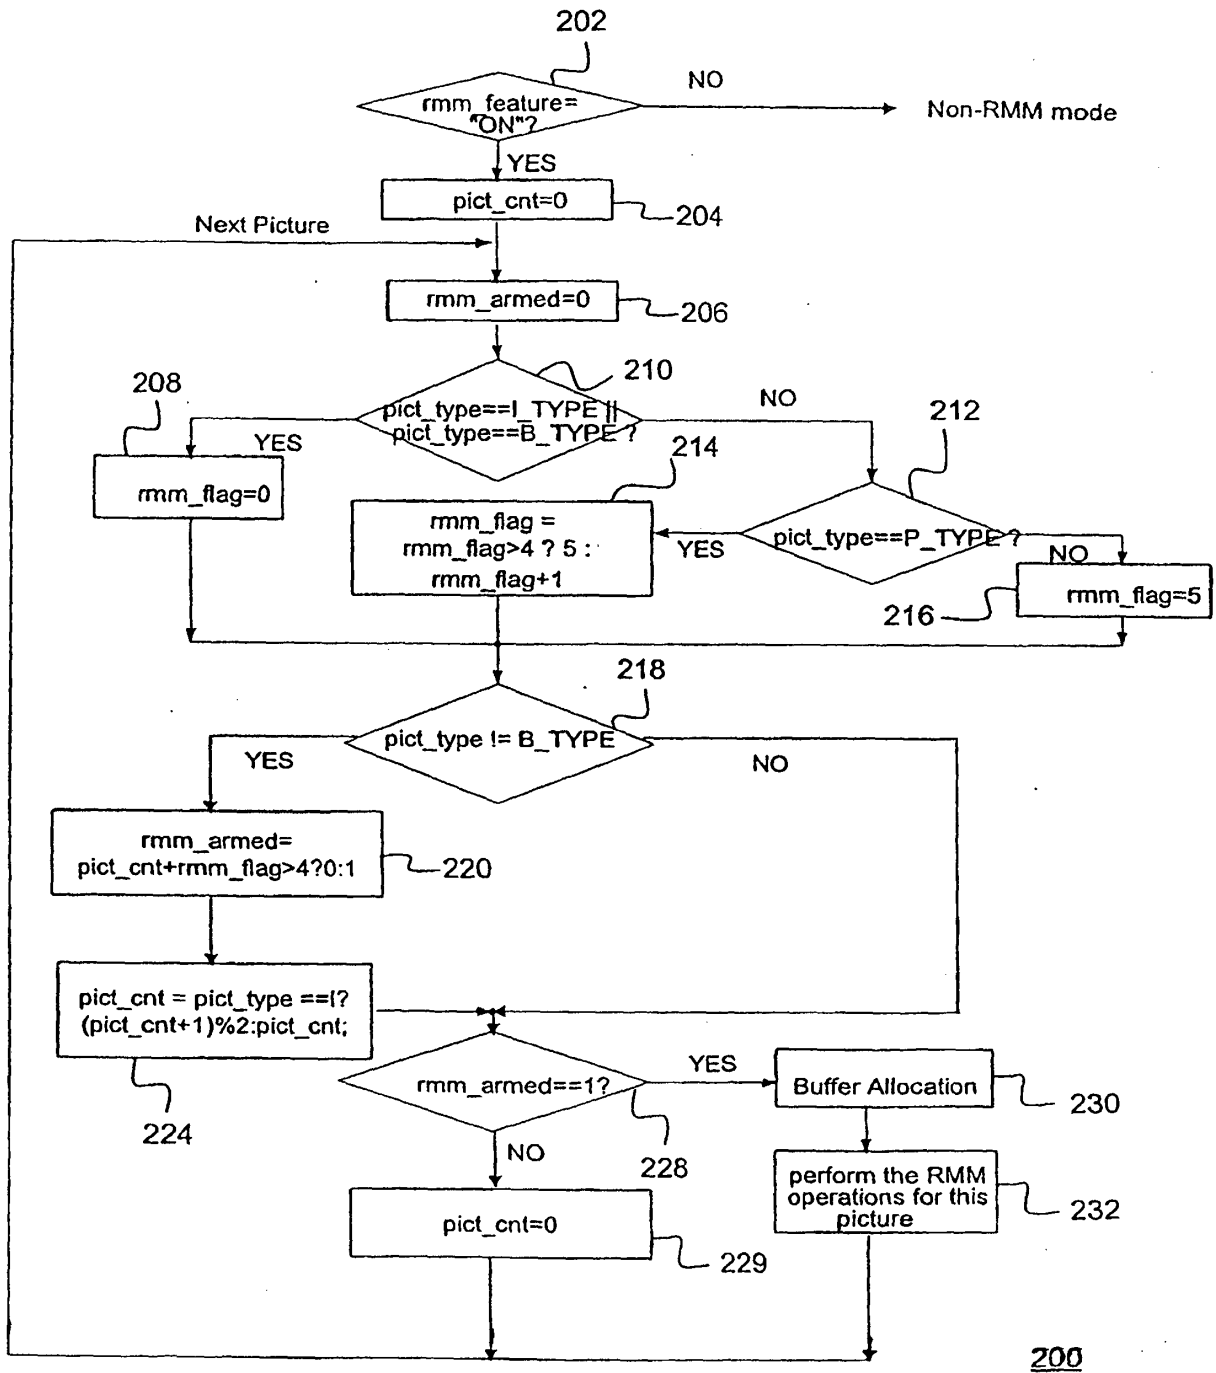 202
rmm_feature=
"ON"?
NO
Non-RMM mode
YES
pict_cnt=0
204
Next Picture
rmm_armed=0
206
210
208
pict_type==I_TYPE ||
pict_type==B_TYPE ?
NO
YES
212
214
rmm_flag=0
rmm_flag =
rmm_flag>4 ? 5 :
rmm_flag+1
YES
pict_type==P_TYPE ?
NO
216
rmm_flag=5
218
pict_type != B_TYPE
YES
NO
rmm_armed=
pict_cnt+rmm_flag>4?0:1
220
pict_cnt = pict_type ==I?
(pict_cnt+1)%2:pict_cnt;
224
rmm_armed==1?
YES
228
NO
Buffer Allocation
230
perform the RMM
operations for this
picture
232
pict_cnt=0
229
200